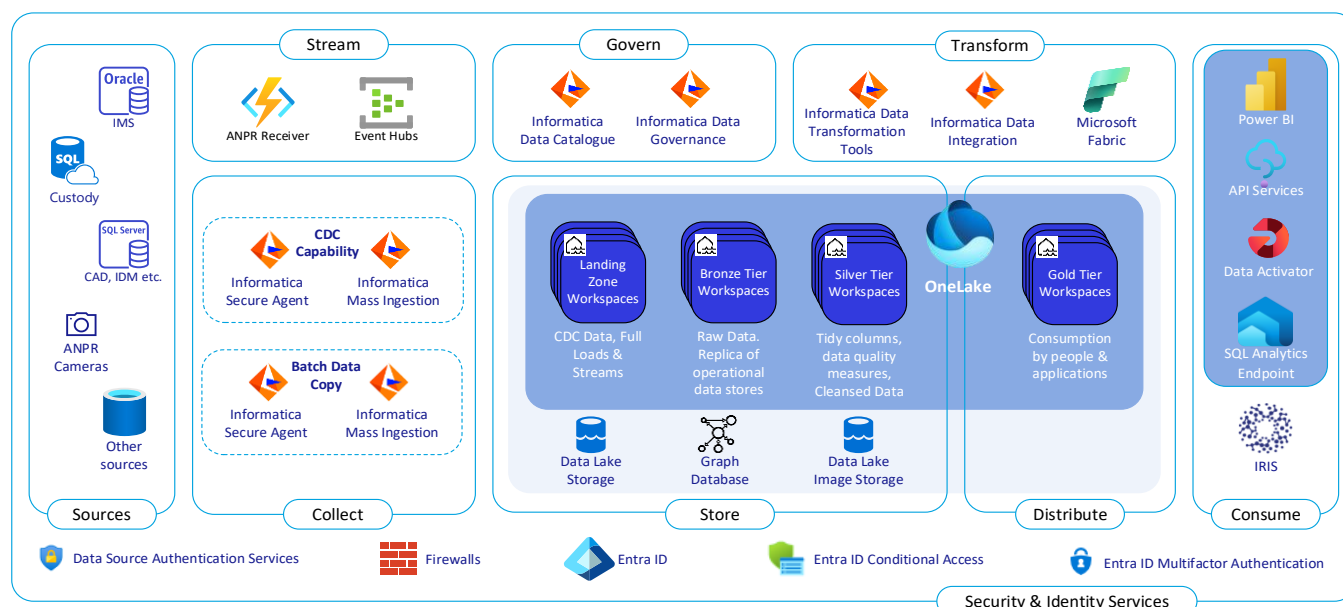 Stream
Govern
Transform
Oracle
IMS
SQL
Custody
SQL Server
CAD, IDM etc.
ANPR
Cameras
Other
sources
Sources
ANPR Receiver
Event Hubs
Informatica
Data Catalogue
Informatica Data
Governance
Informatica Data
Transformation
Tools
Informatica Data
Integration
Microsoft
Fabric
CDC
Capability
Informatica
Secure Agent
Informatica
Mass Ingestion
Batch Data
Copy
Informatica
Secure Agent
Informatica
Mass Ingestion
Collect
Landing
Zone
Workspaces
CDC Data, Full
Loads &
Streams
Bronze Tier
Workspaces
Raw Data.
Replica of
operational
data stores
Silver Tier
Workspaces
Tidy columns,
data quality
measures,
Cleansed Data
OneLake
Gold Tier
Workspaces
Consumption
by people &
applications
Data Lake
Storage
Graph
Database
Data Lake
Image Storage
Store
Distribute
Power BI
API Services
Data Activator
SQL Analytics
Endpoint
IRIS
Consume
Data Source Authentication Services
Firewalls
Entra ID
Entra ID Conditional Access
Entra ID Multifactor Authentication
Security & Identity Services